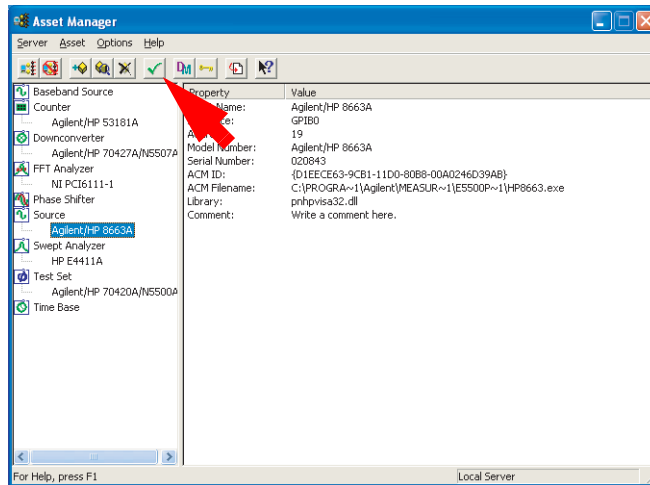 Asset Manager
Server Asset Options Help
Baseband Source
Counter
Agilent/HP 53181A
Downconverter
Agilent/HP 70427A/N5507A
FFT Analyzer
NI PCI6111-1
Phase Shifter
Source
Agilent/HP 8663A
Swept Analyzer
HP E4411A
Test Set
Agilent/HP 70420A/N5500A
Time Base
Property Value
Name: Agilent/HP 8663A
GPIB0
19
Model Number: Agilent/HP 8663A
Serial Number: 020843
ACM ID: {D1EECE63-9CB1-11D0-80B8-00A0246D39AB}
ACM Filename: C:\PROGRA~1\Agilent\MEASUR~1\E5500P~1\HP8663.exe
Library: pnhpvisa32.dll
Comment: Write a comment here.
For Help, press F1
Local Server